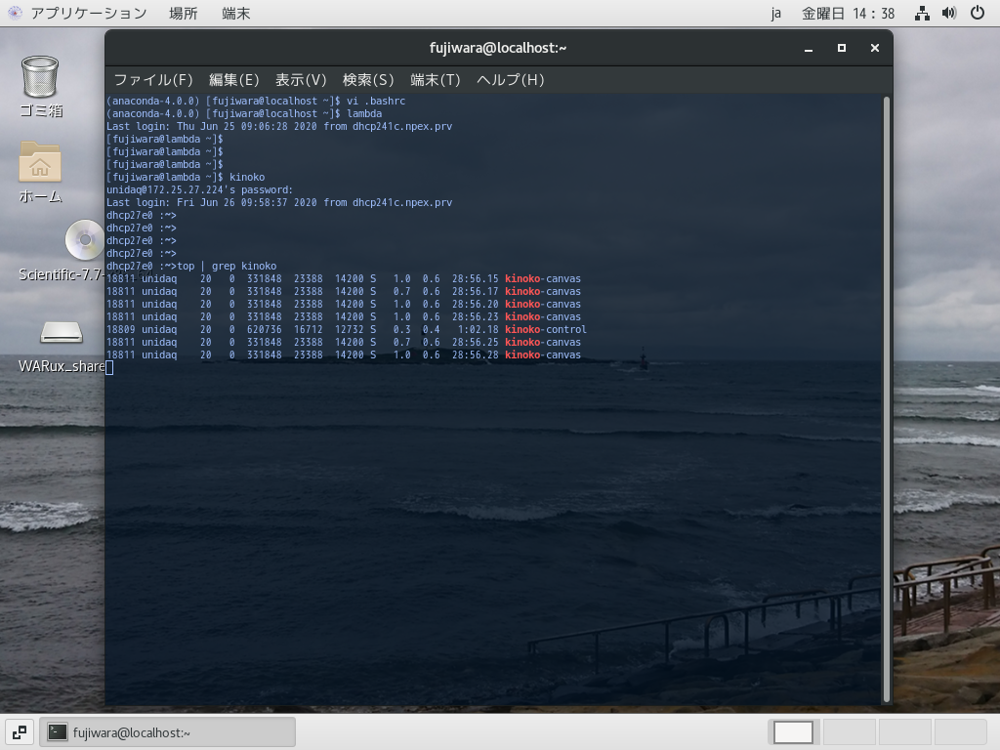 アプリケーション 場所 端末 ja 金曜日 14：38
fujiwara@localhost:~
ファイル(F) 編集(E) 表示(V) 検索(S) 端末(T) ヘルプ(H)
ゴミ箱
ホーム
Scientific-7.7-
WARux_share
(anaconda-4.0.0) [fujiwara@localhost ~]$ vi .bashrc
(anaconda-4.0.0) [fujiwara@localhost ~]$ lambda
Last login: Thu Jun 25 09:06:28 2020 from dhcp241c.npex.prv
[fujiwara@lambda ~]$
[fujiwara@lambda ~]$
[fujiwara@lambda ~]$
[fujiwara@lambda ~]$ kinoko
unidaq@172.25.27.224's password:
Last login: Fri Jun 26 09:58:37 2020 from dhcp241c.npex.prv
dhcp27e0 :~>
dhcp27e0 :~>
dhcp27e0 :~>
dhcp27e0 :~>
dhcp27e0 :~>top | grep kinoko
18811 unidaq 20 0 331848 23388 14200 S 1.0 0.6 28:56.15 kinoko-canvas
18811 unidaq 20 0 331848 23388 14200 S 0.7 0.6 28:56.17 kinoko-canvas
18811 unidaq 20 0 331848 23388 14200 S 1.0 0.6 28:56.20 kinoko-canvas
18811 unidaq 20 0 331848 23388 14200 S 1.0 0.6 28:56.23 kinoko-canvas
18809 unidaq 20 0 620736 16712 12732 S 0.3 0.4 1:02.18 kinoko-control
18811 unidaq 20 0 331848 23388 14200 S 0.7 0.6 28:56.25 kinoko-canvas
18811 unidaq 20 0 331848 23388 14200 S 1.0 0.6 28:56.28 kinoko-canvas
fujiwara@localhost:~